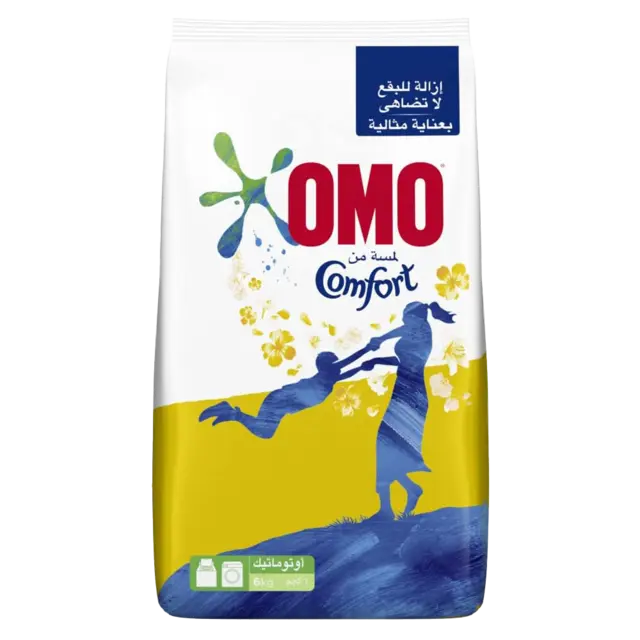 إزالة للبقع
لا تضاهى
بعناية مثالية
OMO
لمسة من
Comfort
أوتوماتيك
6kg